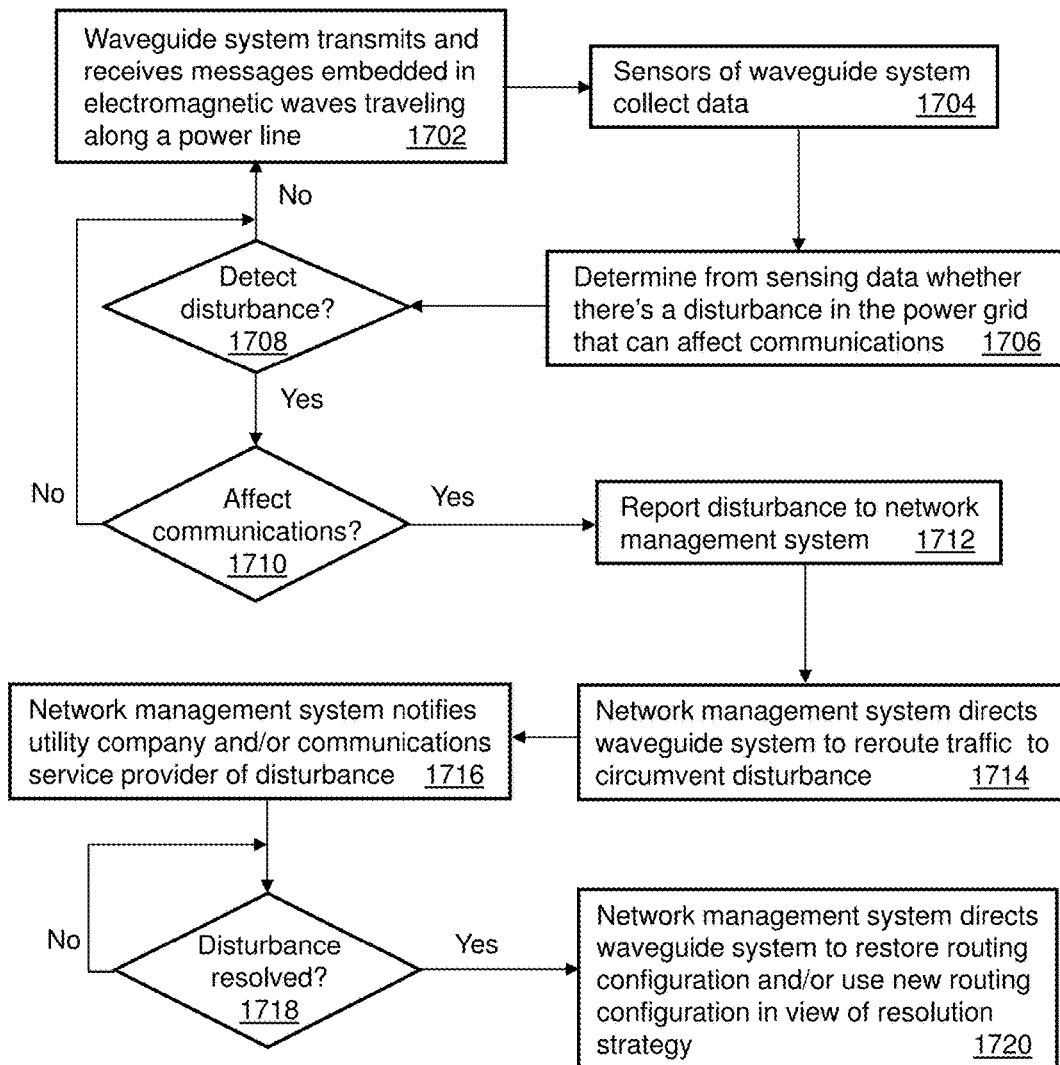 Waveguide system transmits and
receives messages embedded in
electromagnetic waves traveling
along a power line 1702
Sensors of waveguide system
collect data 1704
No
Detect
disturbance?
1708
Determine from sensing data whether
there's a disturbance in the power grid
that can affect communications 1706
Yes
No
Affect
communications?
1710
Yes
Report disturbance to network
management system 1712
Network management system notifies
utility company and/or communications
service provider of disturbance 1716
Network management system directs
waveguide system to reroute traffic to
circumvent disturbance 1714
No
Disturbance
resolved?
1718
Yes
Network management system directs
waveguide system to restore routing
configuration and/or use new routing
configuration in view of resolution
strategy 1720